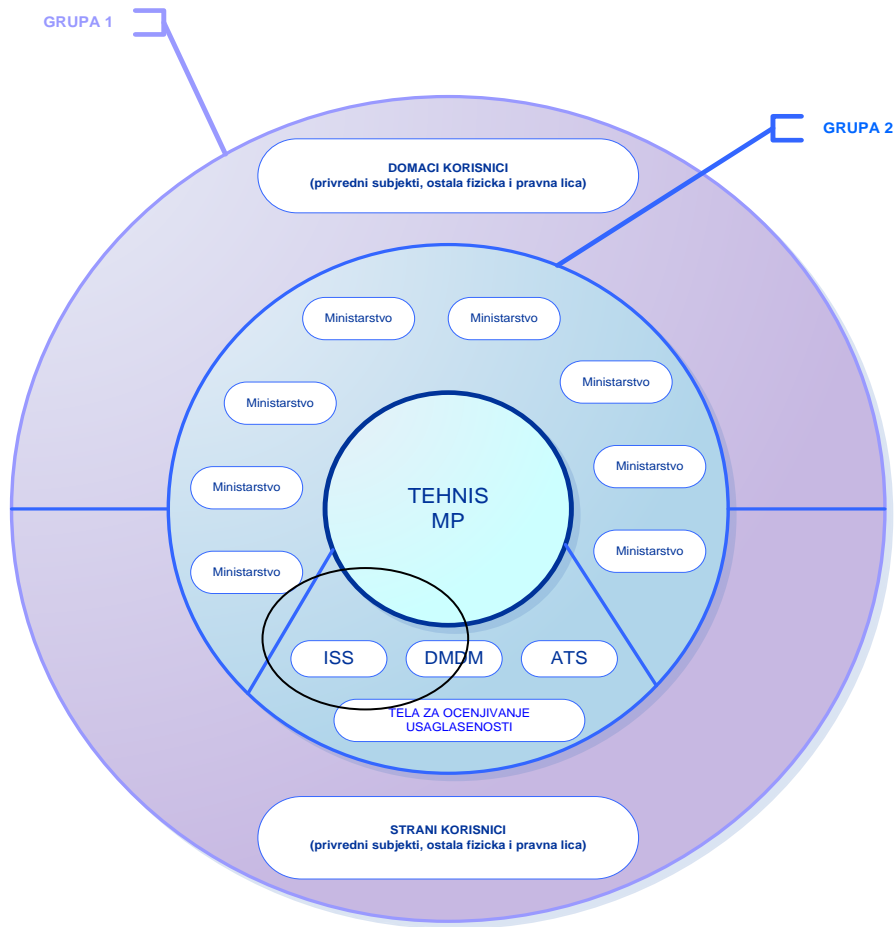 GRUPA 1
GRUPA 2
DOMACI KORISNICI
(privredni subjekti, ostala fizicka i pravna lica)
Ministarstvo
Ministarstvo
Ministarstvo
Ministarstvo
Ministarstvo
Ministarstvo
Ministarstvo
Ministarstvo
TEHNIS
MP
ISS
DMDM
ATS
TELA ZA OCENJIVANJE
USAGLASENOSTI
STRANI KORISNICI
(privredni subjekti, ostala fizicka i pravna lica)